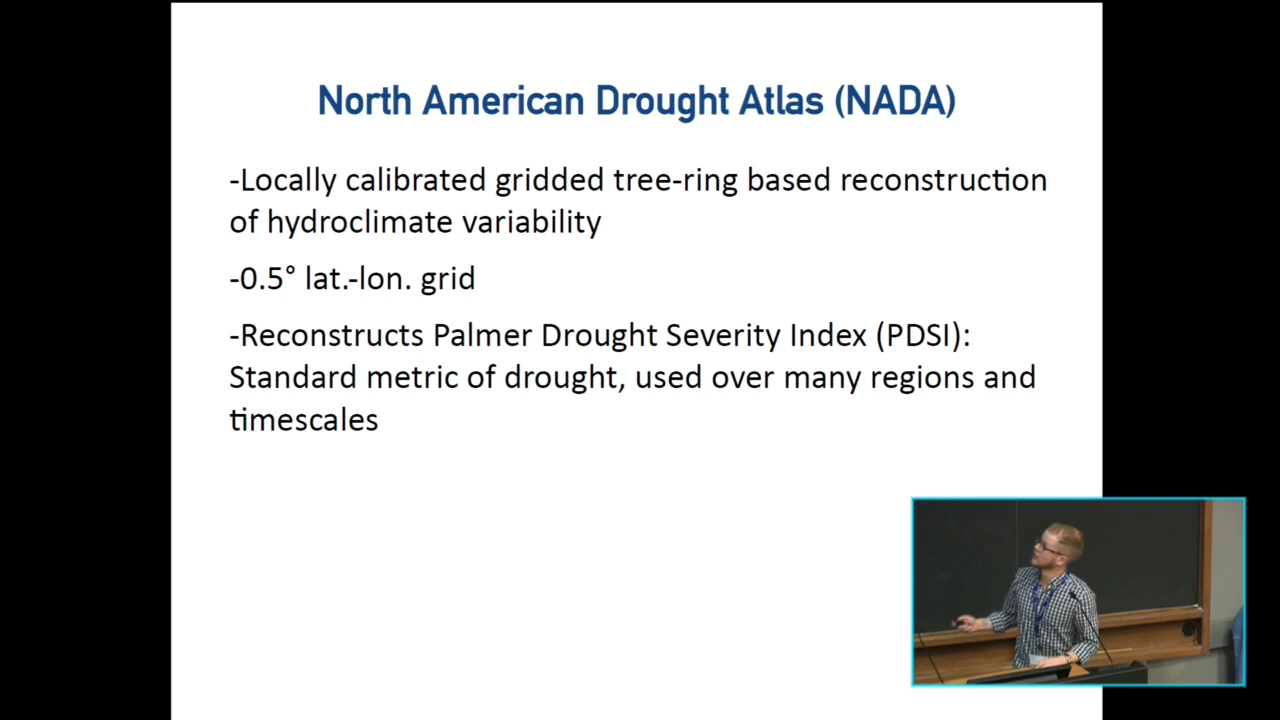 North American Drought Atlas (NADA)
-Locally calibrated gridded tree-ring based reconstruction
of hydroclimate variability
-0.5° lat.-lon. grid
-Reconstructs Palmer Drought Severity Index (PDSI):
Standard metric of drought, used over many regions and
timescales